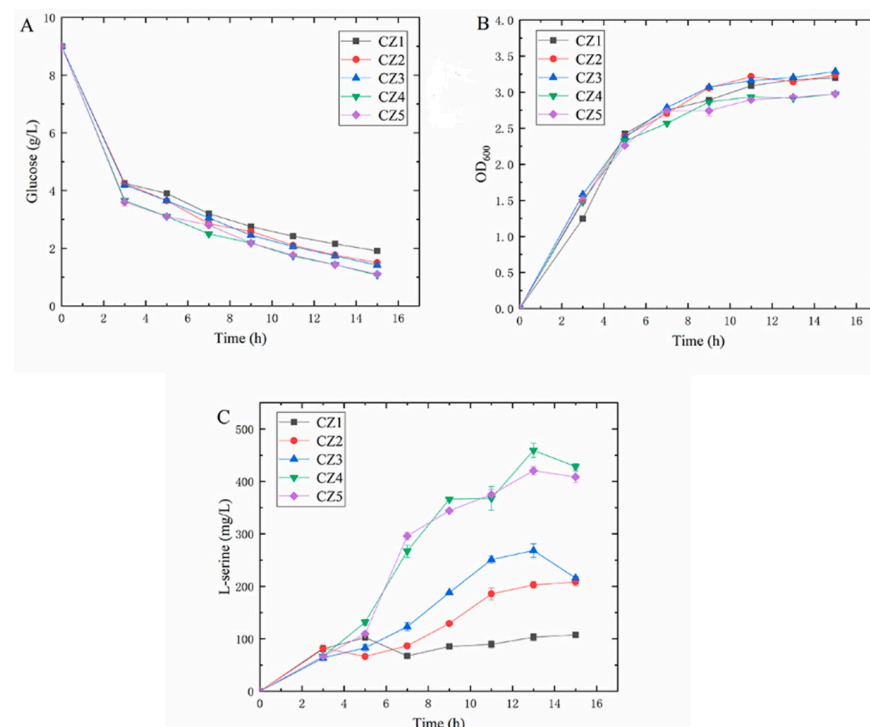 A
CZ1
CZ2
CZ3
CZ4
CZ5
Glucose (g/L)
10
8
6
4
2
0
0 2 4 6 8 10 12 14 16
Time (h)
B
CZ1
CZ2
CZ3
CZ4
CZ5
OD600
4.0
3.5
3.0
2.5
2.0
1.5
1.0
0.5
0.0
0 2 4 6 8 10 12 14 16
Time (h)
C
CZ1
CZ2
CZ3
CZ4
CZ5
L-serine (mg/L)
500
400
300
200
100
0
0 2 4 6 8 10 12 14 16
Time (h)